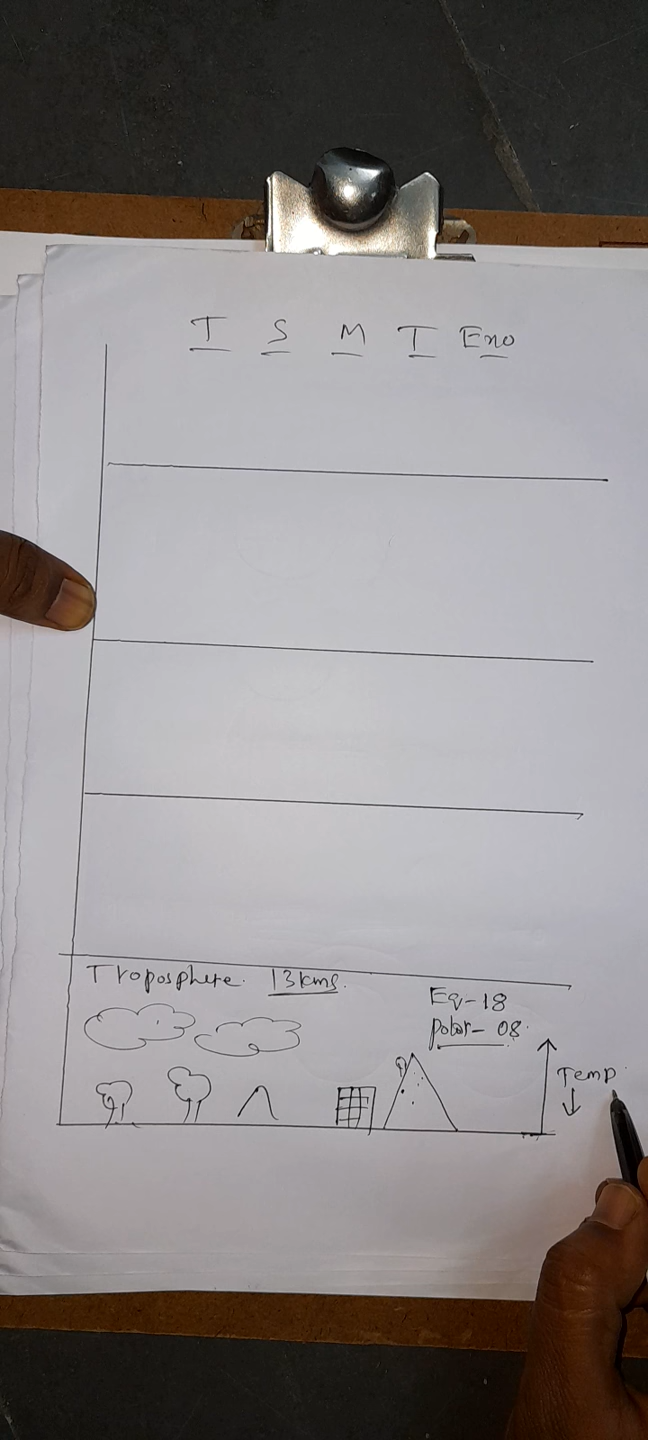 T S M T Exo
Troposphere. 13kms.
Eq-18
polar- 08.
Temp.